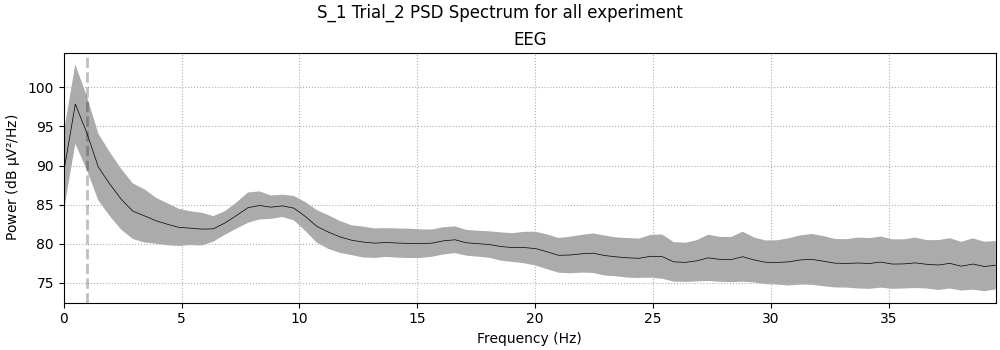 S_1 Trial_2 PSD Spectrum for all experiment
EEG
Power (dB µV²/Hz)
100
95
90
85
80
75
0 5 10 15 20 25 30 35
Frequency (Hz)